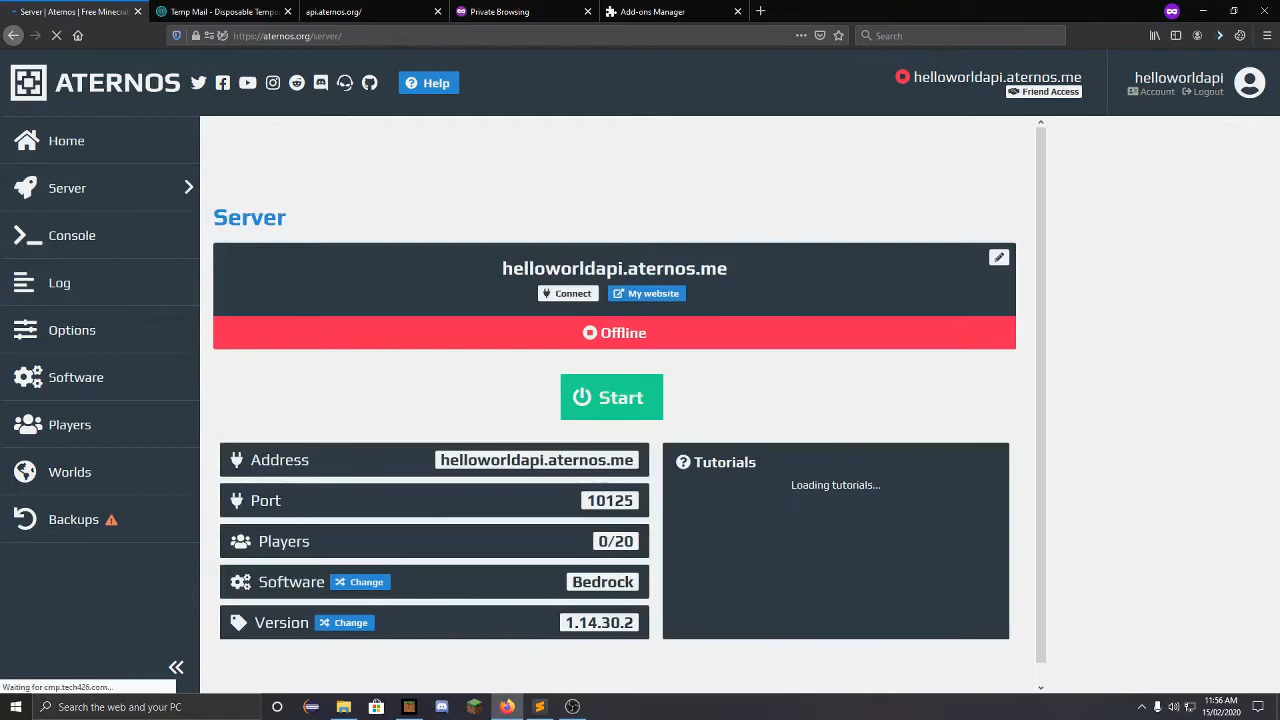 Server | Aternos | Free Minecra
Temp Mail - Disposable Tempo
api.aternos.org/
Private Browsing
Add-ons Manager
https://aternos.org/server/
Search
ATERNOS
Help
helloworldapi.aternos.me
Friend Access
helloworldapi
Account Logout
Home
Server
Console
Log
Options
Software
Players
Worlds
Backups
Server
helloworldapi.aternos.me
Connect My website
Offline
Start
Address helloworldapi.aternos.me
Port 10125
Players 0/20
Software Change Bedrock
Version Change 1.14.30.2
Tutorials
Loading tutorials...
Waiting for cmp.tech426.com...
Search the web and your PC
11:56 AM
15/02/2020